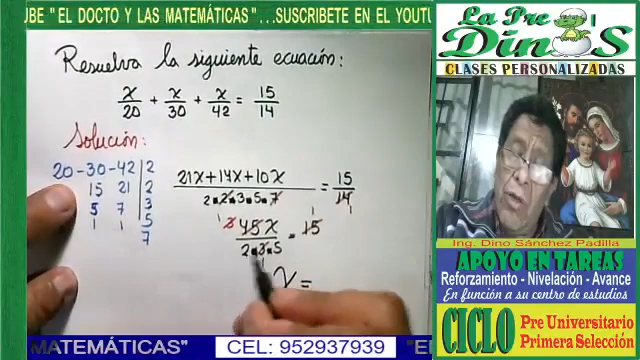 UBE "EL DOCTO Y LAS MATEMÁTICAS"  ...SUSCRIBETE EN EL YOUTU
La Pre
DinoS
CLASES PERSONALIZADAS
Resuelva la siguiente ecuación:
x/20 + x/30 + x/42 = 15/14
Solución:
20 - 30 - 42 | 2
15 21 | 2
5 7 | 3
1 1 | 5
7
21x + 14x + 10x / 2.2.3.5.7 = 15/14
1 1
3 45x / 2.3.5 = 15
1
x =
Ing. Dino Sánchez Padilla
APOYO EN TAREAS
Reforzamiento - Nivelación - Avance
En función a su centro de estudios
CICLO Pre Universitario
Primera Selección
MATEMÁTICAS"  CEL: 952937939  "E